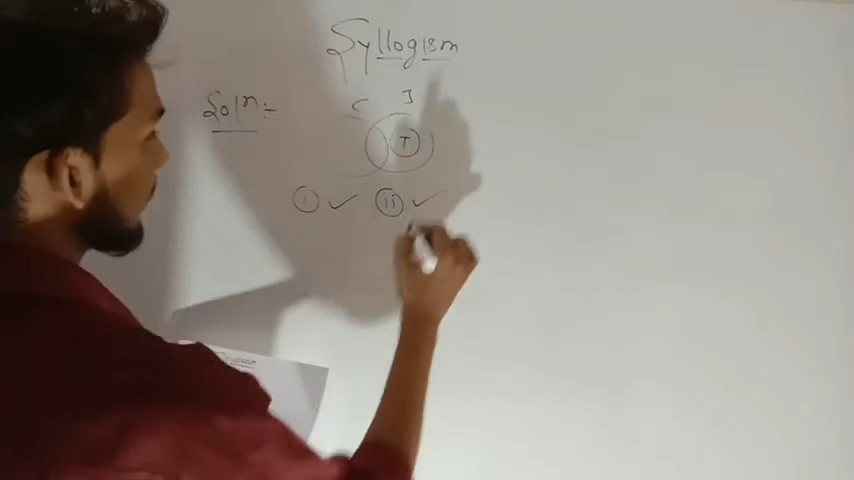 Syllogism
Soln:-
C J
T
(i) ✓ (ii) ✓